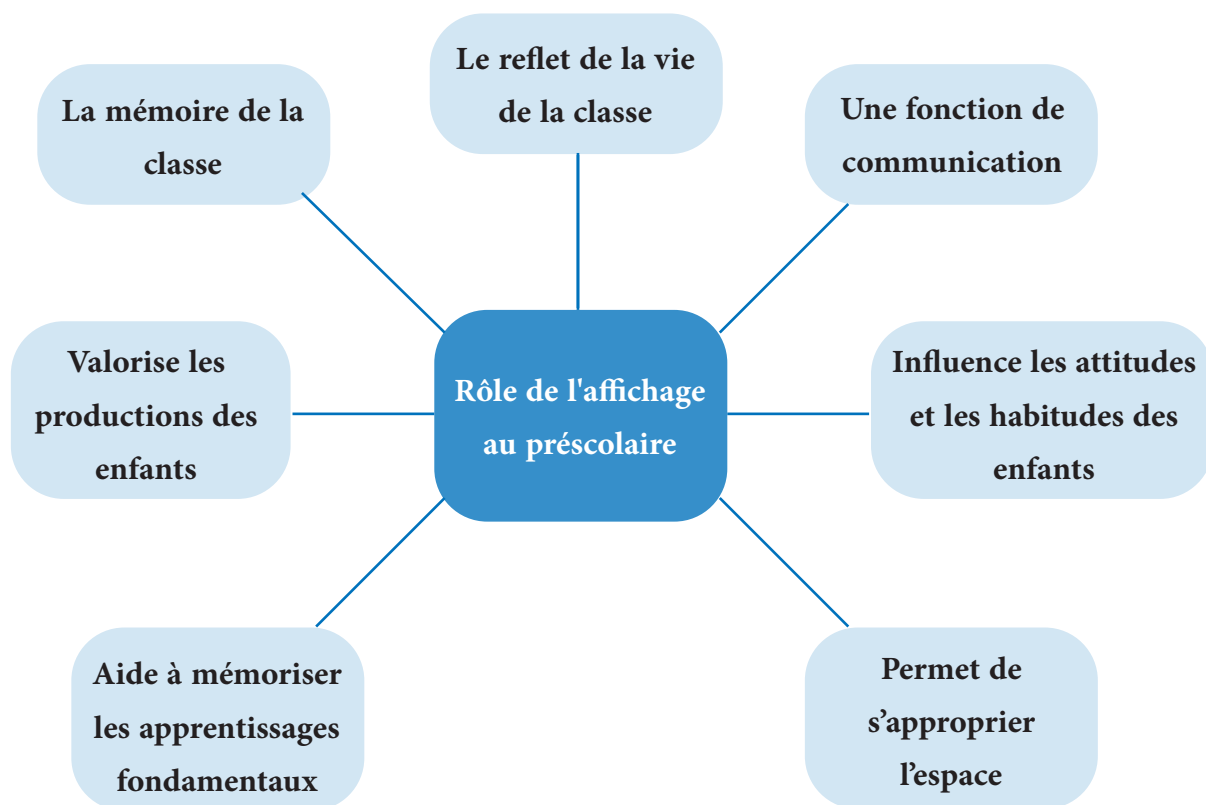 Le reflet de la vie
de la classe
La mémoire de la
classe
Une fonction de
communication
Valorise les
productions des
enfants
Rôle de l'affichage
au préscolaire
Influence les attitudes
et les habitudes des
enfants
Aide à mémoriser
les apprentissages
fondamentaux
Permet de
s’approprier
l’espace